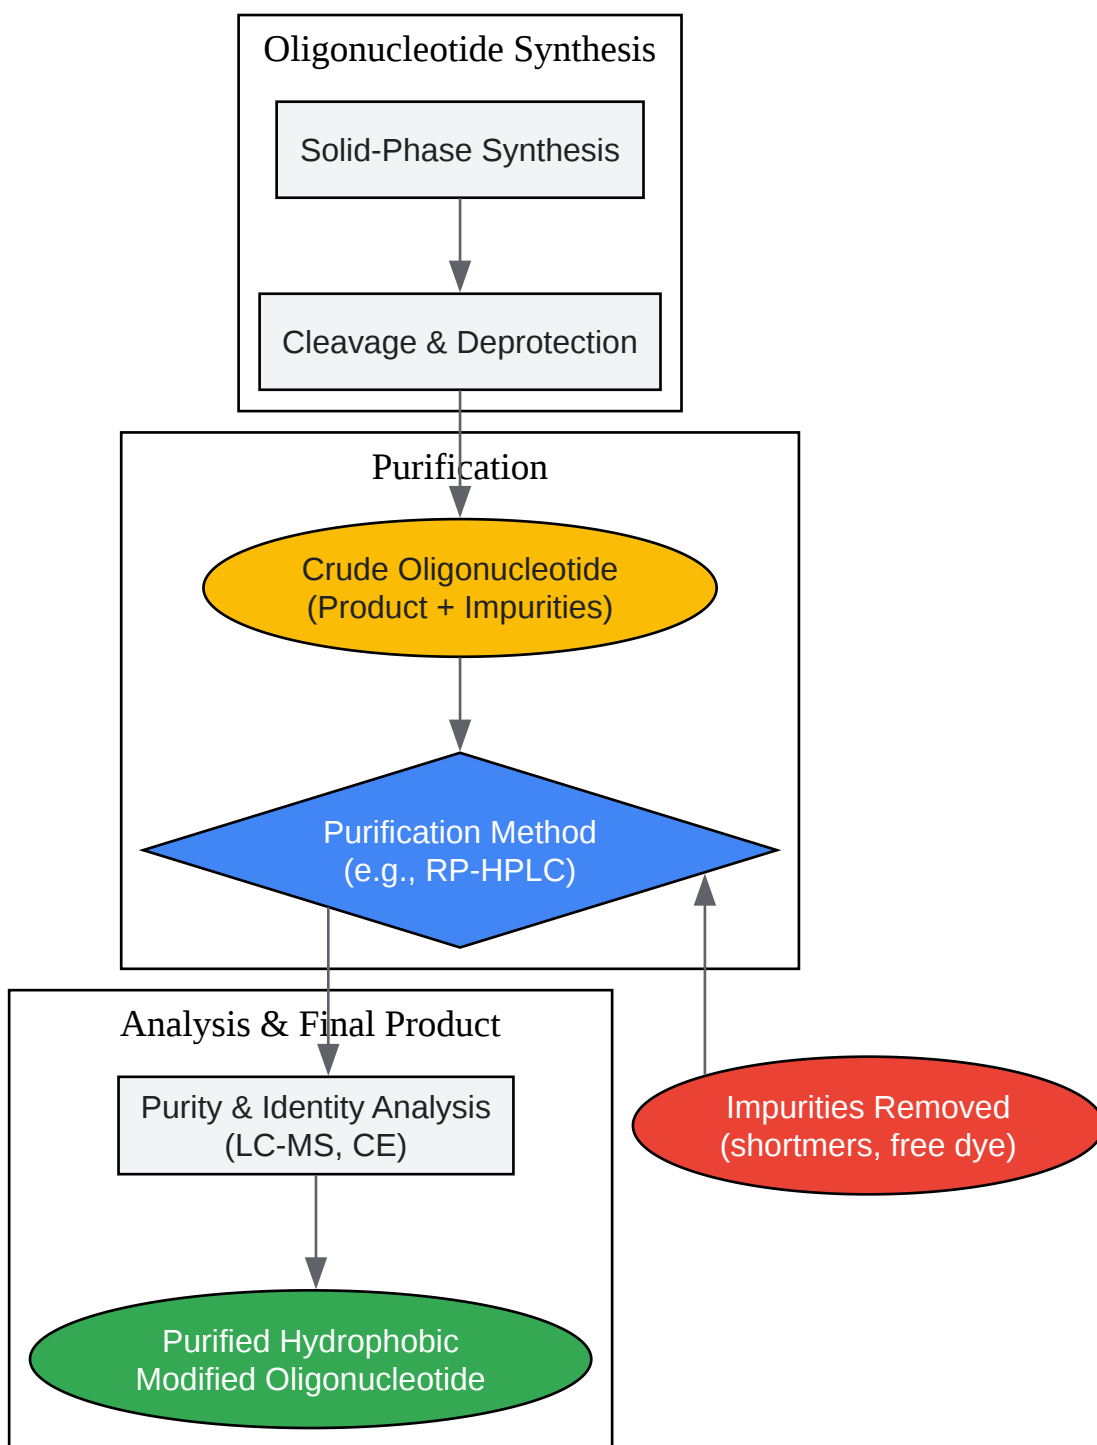 Oligonucleotide Synthesis
Solid-Phase Synthesis
Cleavage & Deprotection
Purification
Crude Oligonucleotide
(Product + Impurities)
Purification Method
(e.g., RP-HPLC)
Analysis & Final Product
Purity & Identity Analysis
(LC-MS, CE)
Impurities Removed
(shortmers, free dye)
Purified Hydrophobic
Modified Oligonucleotide